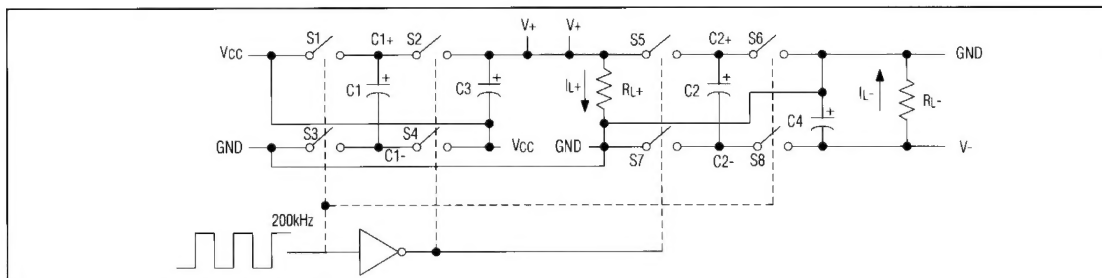 V+ V+
S1 C1+ S2 S5 C2+ S6
VCC GND
C1 C3 IL+ RL+ C2 IL- RL-
C4
S3 S4
GND C1- VCC GND S7 C2- S8 V-
200kHz